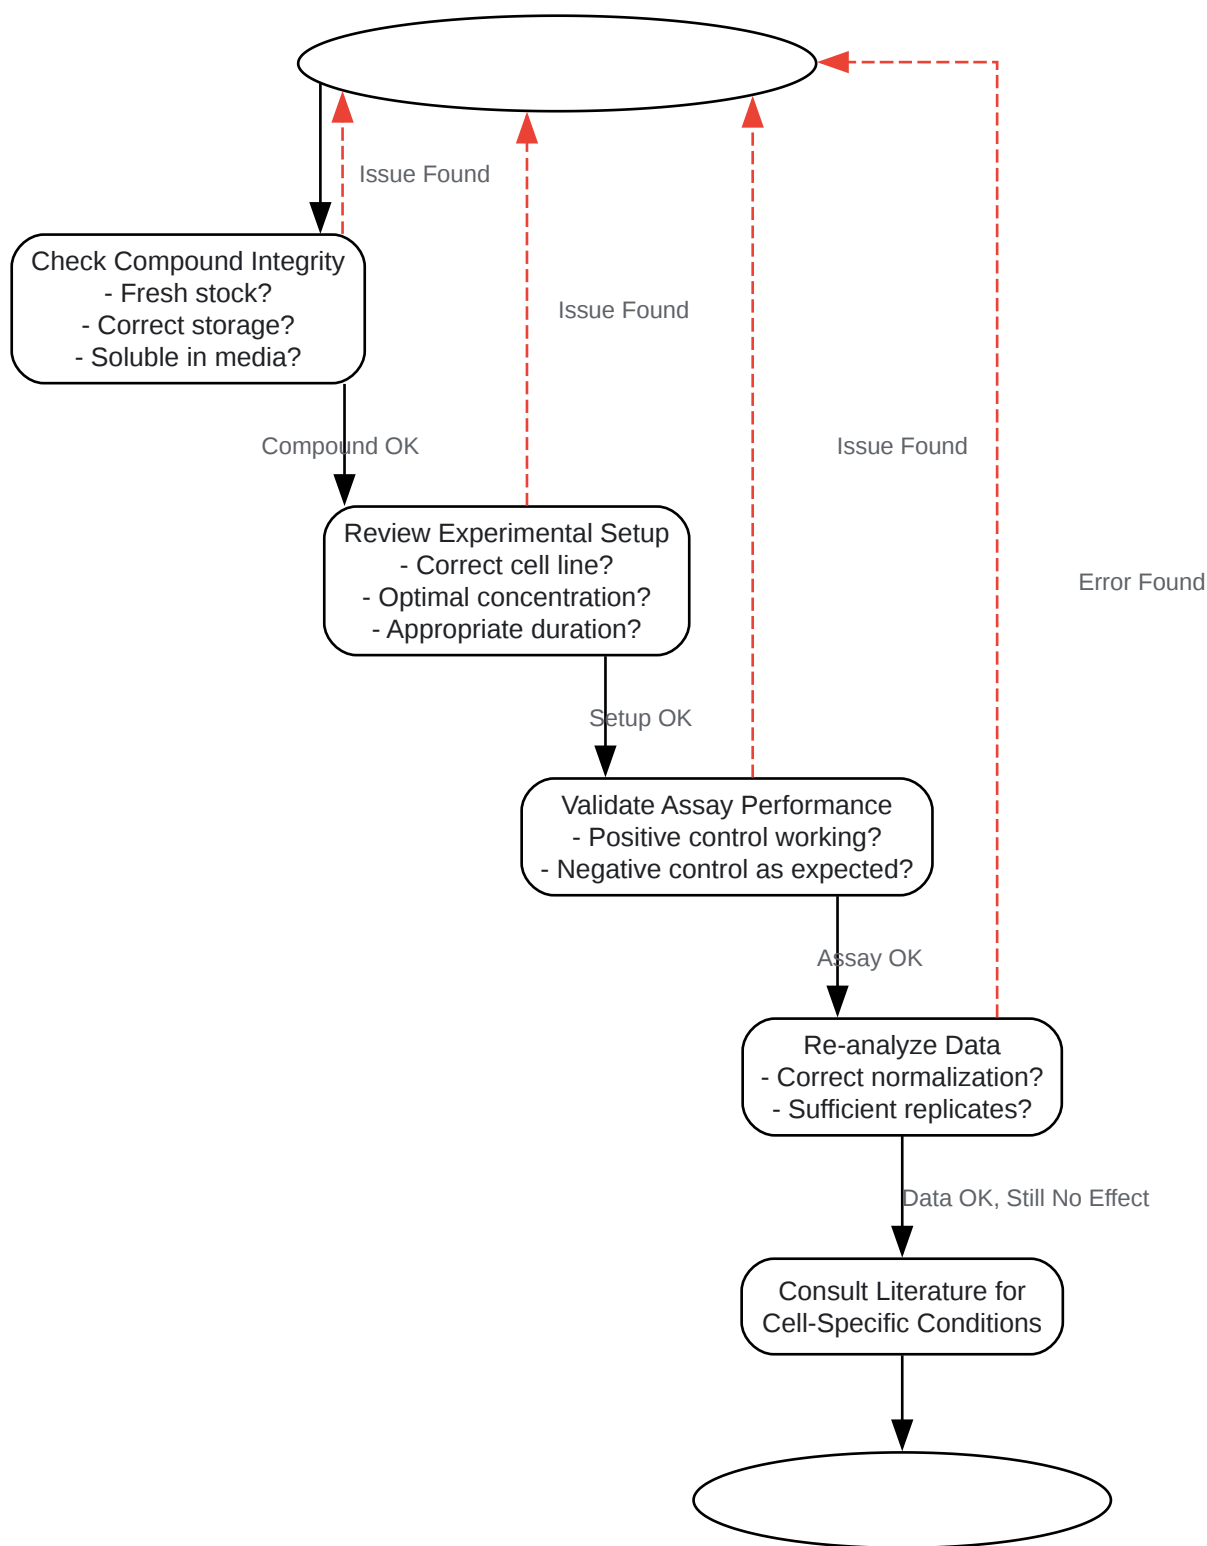 Issue Found
Check Compound Integrity
- Fresh stock?
- Correct storage?
- Soluble in media?
Issue Found
Compound OK
Issue Found
Review Experimental Setup
- Correct cell line?
- Optimal concentration?
- Appropriate duration?
Error Found
Setup OK
Validate Assay Performance
- Positive control working?
- Negative control as expected?
Assay OK
Re-analyze Data
- Correct normalization?
- Sufficient replicates?
Data OK, Still No Effect
Consult Literature for
Cell-Specific Conditions